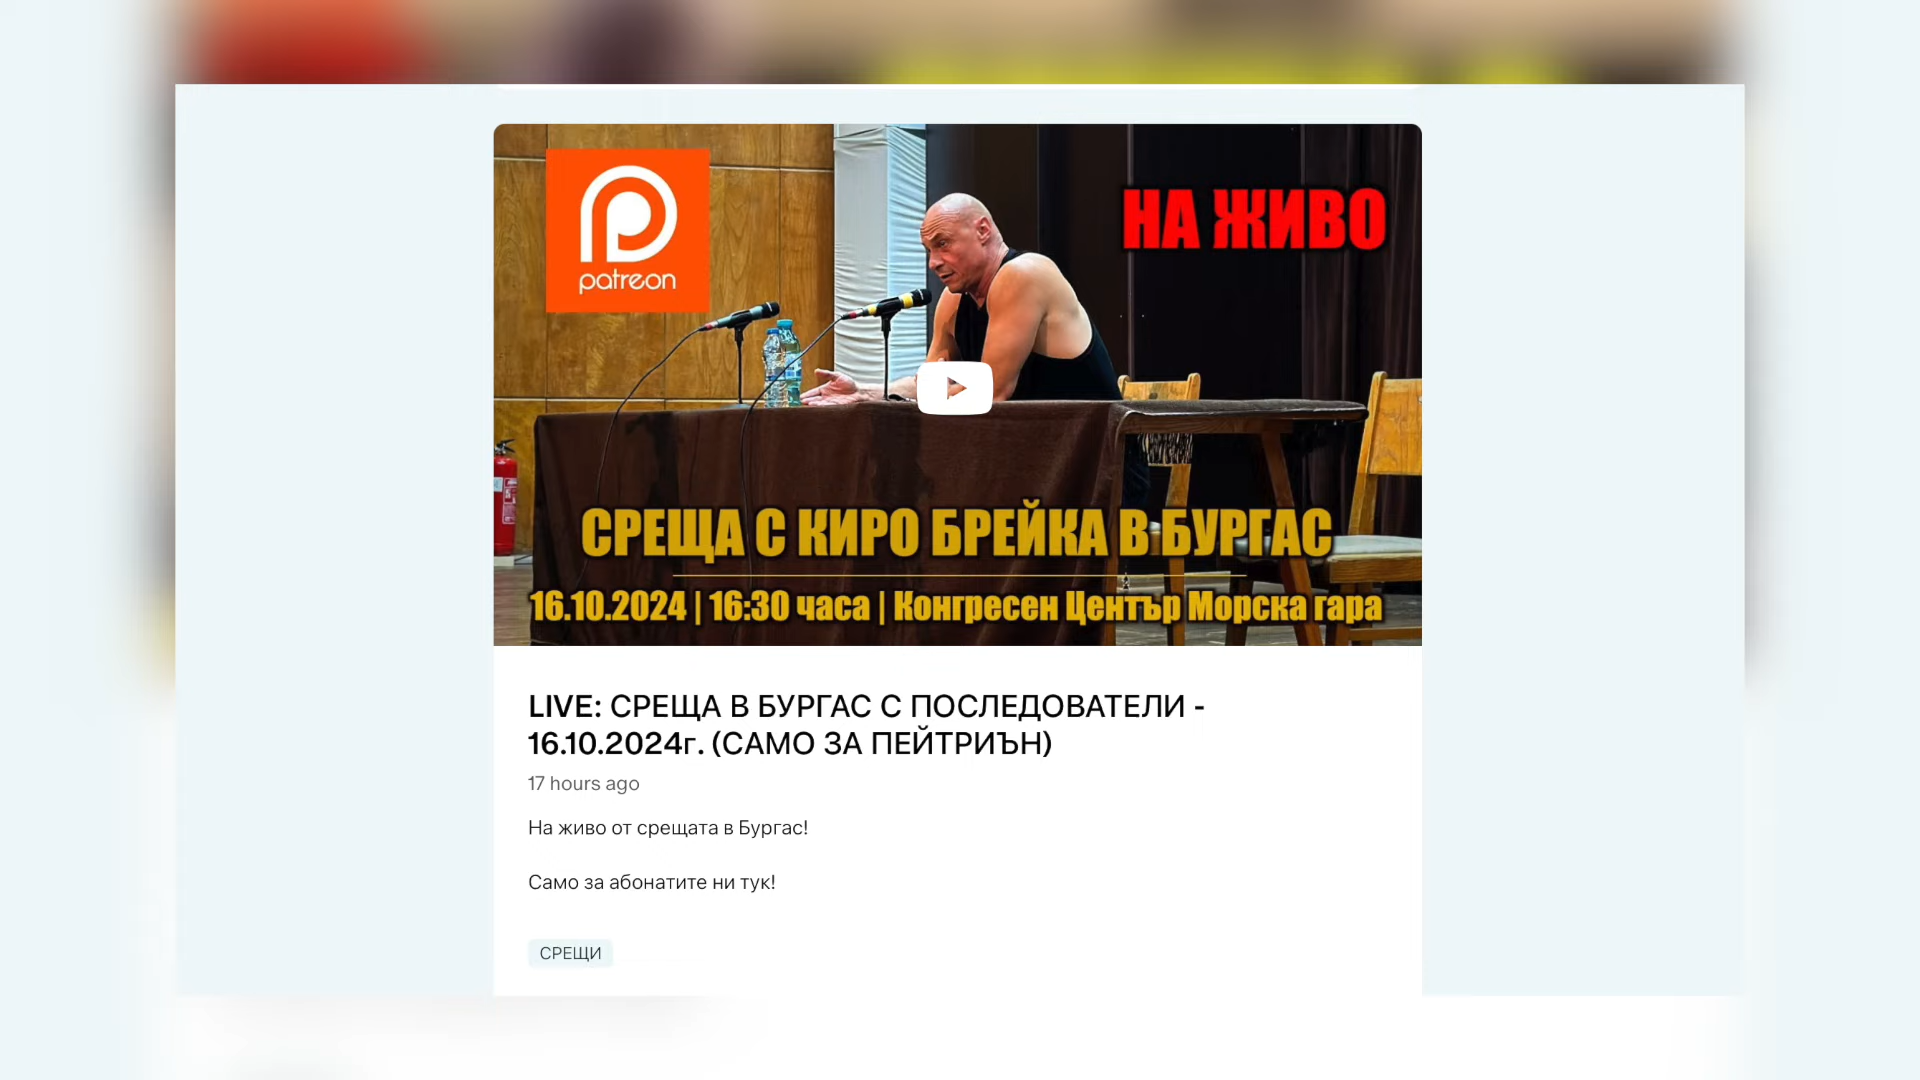 patreon
НА ЖИВО
СРЕЩА С КИРО БРЕЙКА В БУРГАС
16.10.2024 | 16:30 часа | Конгресен Център Морска гара
LIVE: СРЕЩА В БУРГАС С ПОСЛЕДОВАТЕЛИ -
16.10.2024г. (САМО ЗА ПЕЙТРИЪН)
17 hours ago
На живо от срещата в Бургас!
Само за абонатите ни тук!
СРЕЩИ